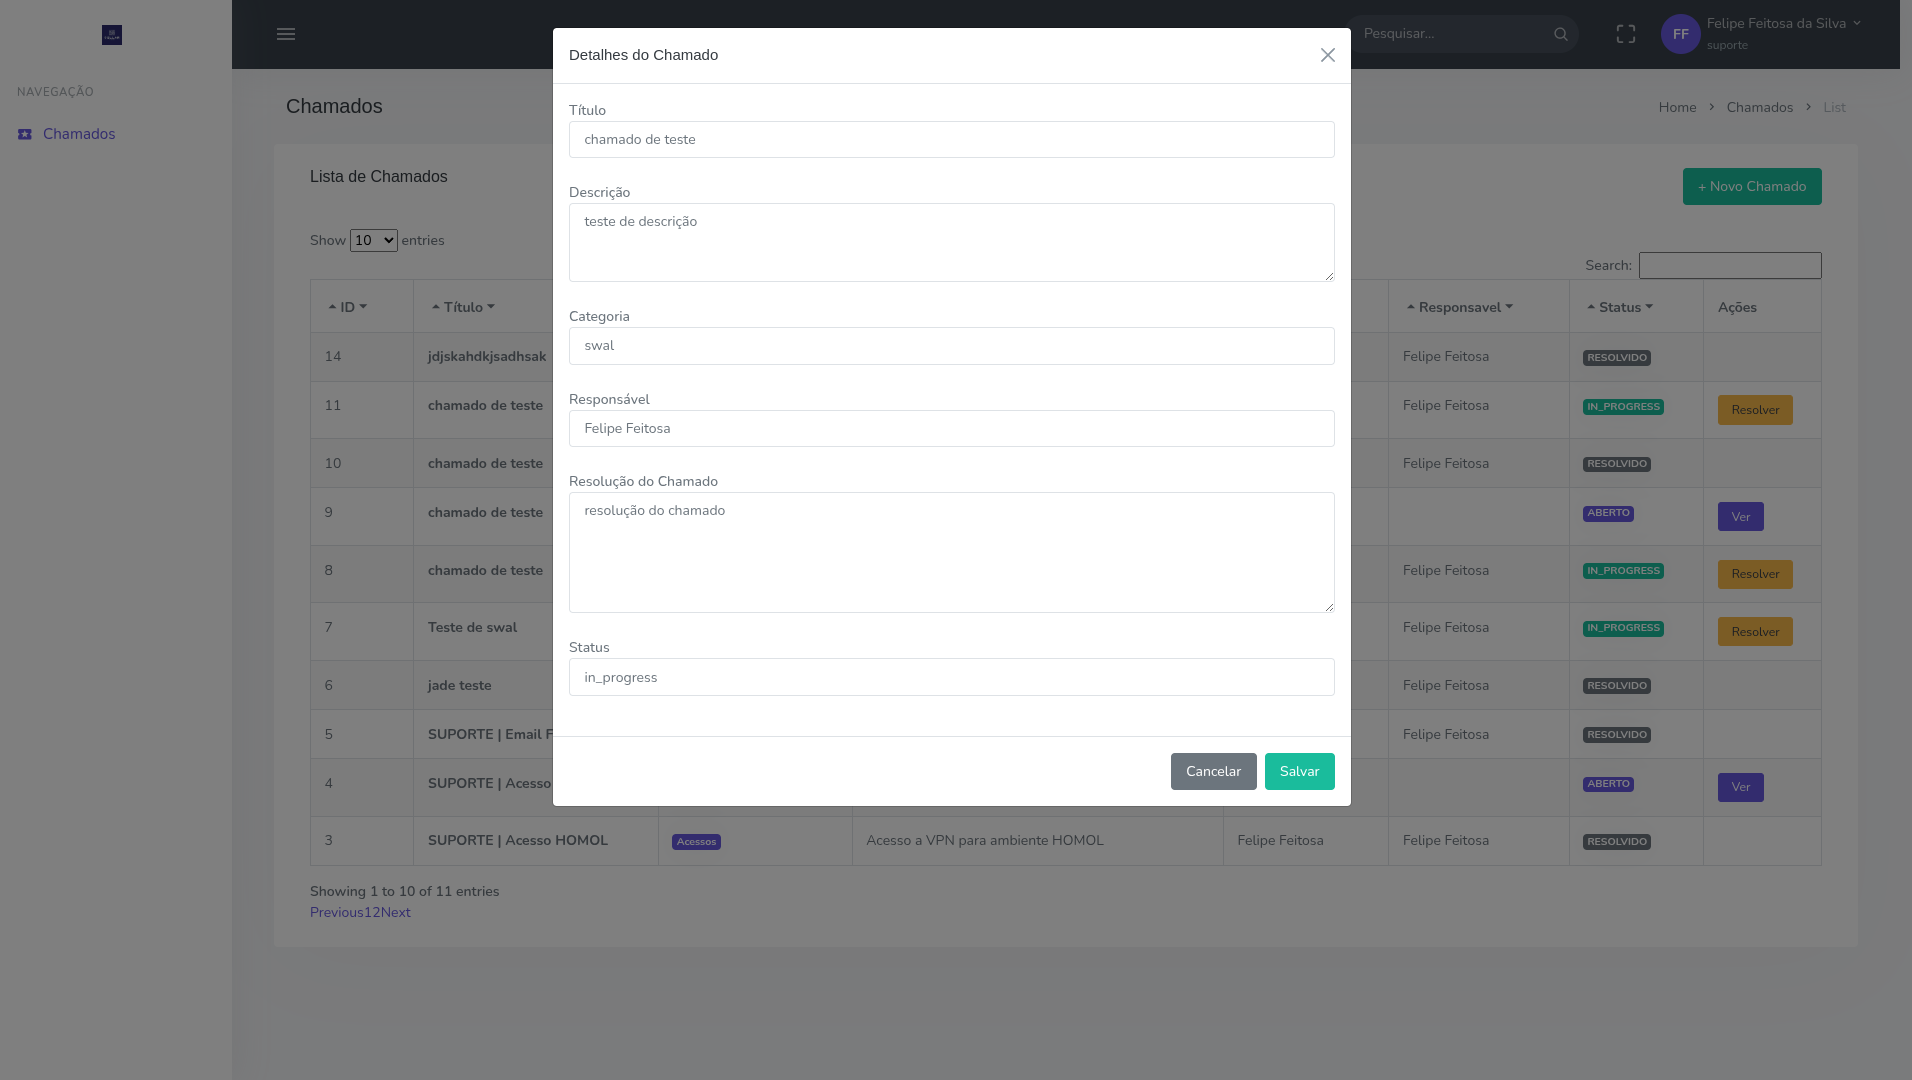 Pesquisar...
FF
Felipe Feitosa da Silva
suporte
NAVEGAÇÃO
Chamados
Chamados
Home > Chamados > List
Lista de Chamados
+ Novo Chamado
Show 10 entries
Search:
ID Título Responsavel Status Ações
14 jdjskahdkjsadhsak Felipe Feitosa RESOLVIDO
11 chamado de teste Felipe Feitosa IN_PROGRESS Resolver
10 chamado de teste Felipe Feitosa RESOLVIDO
9 chamado de teste ABERTO Ver
8 chamado de teste Felipe Feitosa IN_PROGRESS Resolver
7 Teste de swal Felipe Feitosa IN_PROGRESS Resolver
6 jade teste Felipe Feitosa RESOLVIDO
5 SUPORTE | Email F Felipe Feitosa RESOLVIDO
4 SUPORTE | Acesso ABERTO Ver
3 SUPORTE | Acesso HOMOL Acessos Acesso a VPN para ambiente HOMOL Felipe Feitosa Felipe Feitosa RESOLVIDO
Showing 1 to 10 of 11 entries
Previous12Next
Detalhes do Chamado
Título
chamado de teste
Descrição
teste de descrição
Categoria
swal
Responsável
Felipe Feitosa
Resolução do Chamado
resolução do chamado
Status
in_progress
Cancelar
Salvar